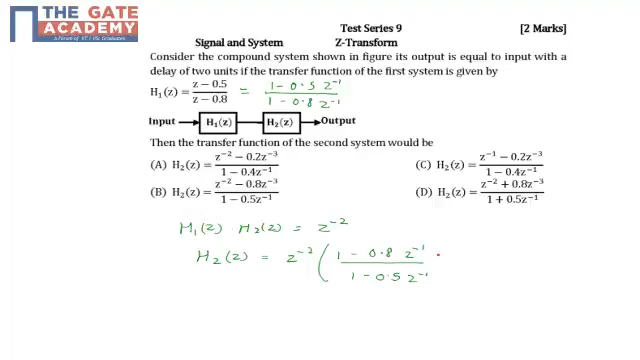 THE GATE
ACADEMY
A Forum of IIT / IISc Graduates
Test Series 9 [2 Marks]
Signal and System Z-Transform
Consider the compound system shown in figure its output is equal to input with a
delay of two units if the transfer function of the first system is given by
H₁(z) = (z − 0.5)/(z − 0.8) = (1 − 0.5 z⁻¹)/(1 − 0.8 z⁻¹)
Input H₁(z) H₂(z) Output
Then the transfer function of the second system would be
(A) H₂(z) = (z⁻² − 0.2z⁻³)/(1 − 0.4z⁻¹) (C) H₂(z) = (z⁻¹ − 0.2z⁻³)/(1 − 0.4z⁻¹)
(B) H₂(z) = (z⁻² − 0.8z⁻³)/(1 − 0.5z⁻¹) (D) H₂(z) = (z⁻² + 0.8z⁻³)/(1 + 0.5z⁻¹)
H₁(z) H₂(z) = z⁻²
H₂(z) = z⁻² ( (1 − 0.8 z⁻¹)/(1 − 0.5 z⁻¹)